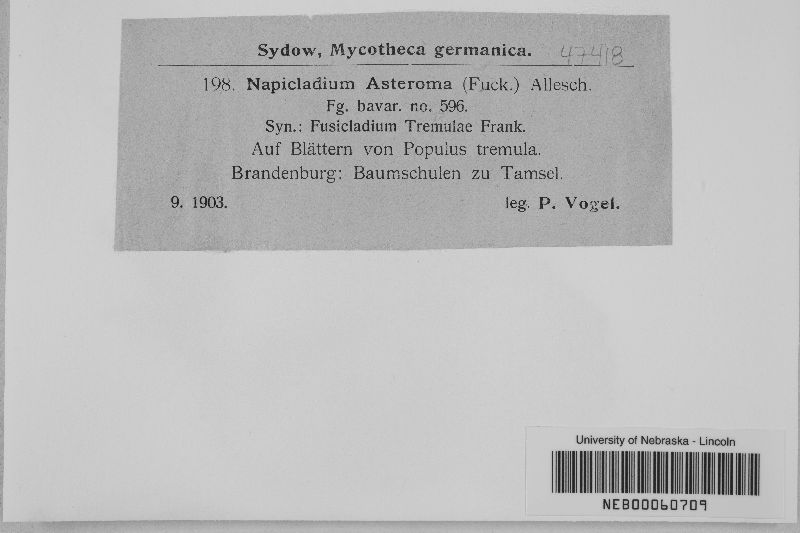 Sydow, Mycotheca germanica. 47418
198. Napicladium Asteroma (Fuck.) Allesch.
Fg. bavar. no. 596.
Syn.: Fusicladium Tremulae Frank.
Auf Blättern von Populus tremula.
Brandenburg: Baumschulen zu Tamsel.
9. 1903. leg. P. Vogel.
University of Nebraska - Lincoln
NEB00060709